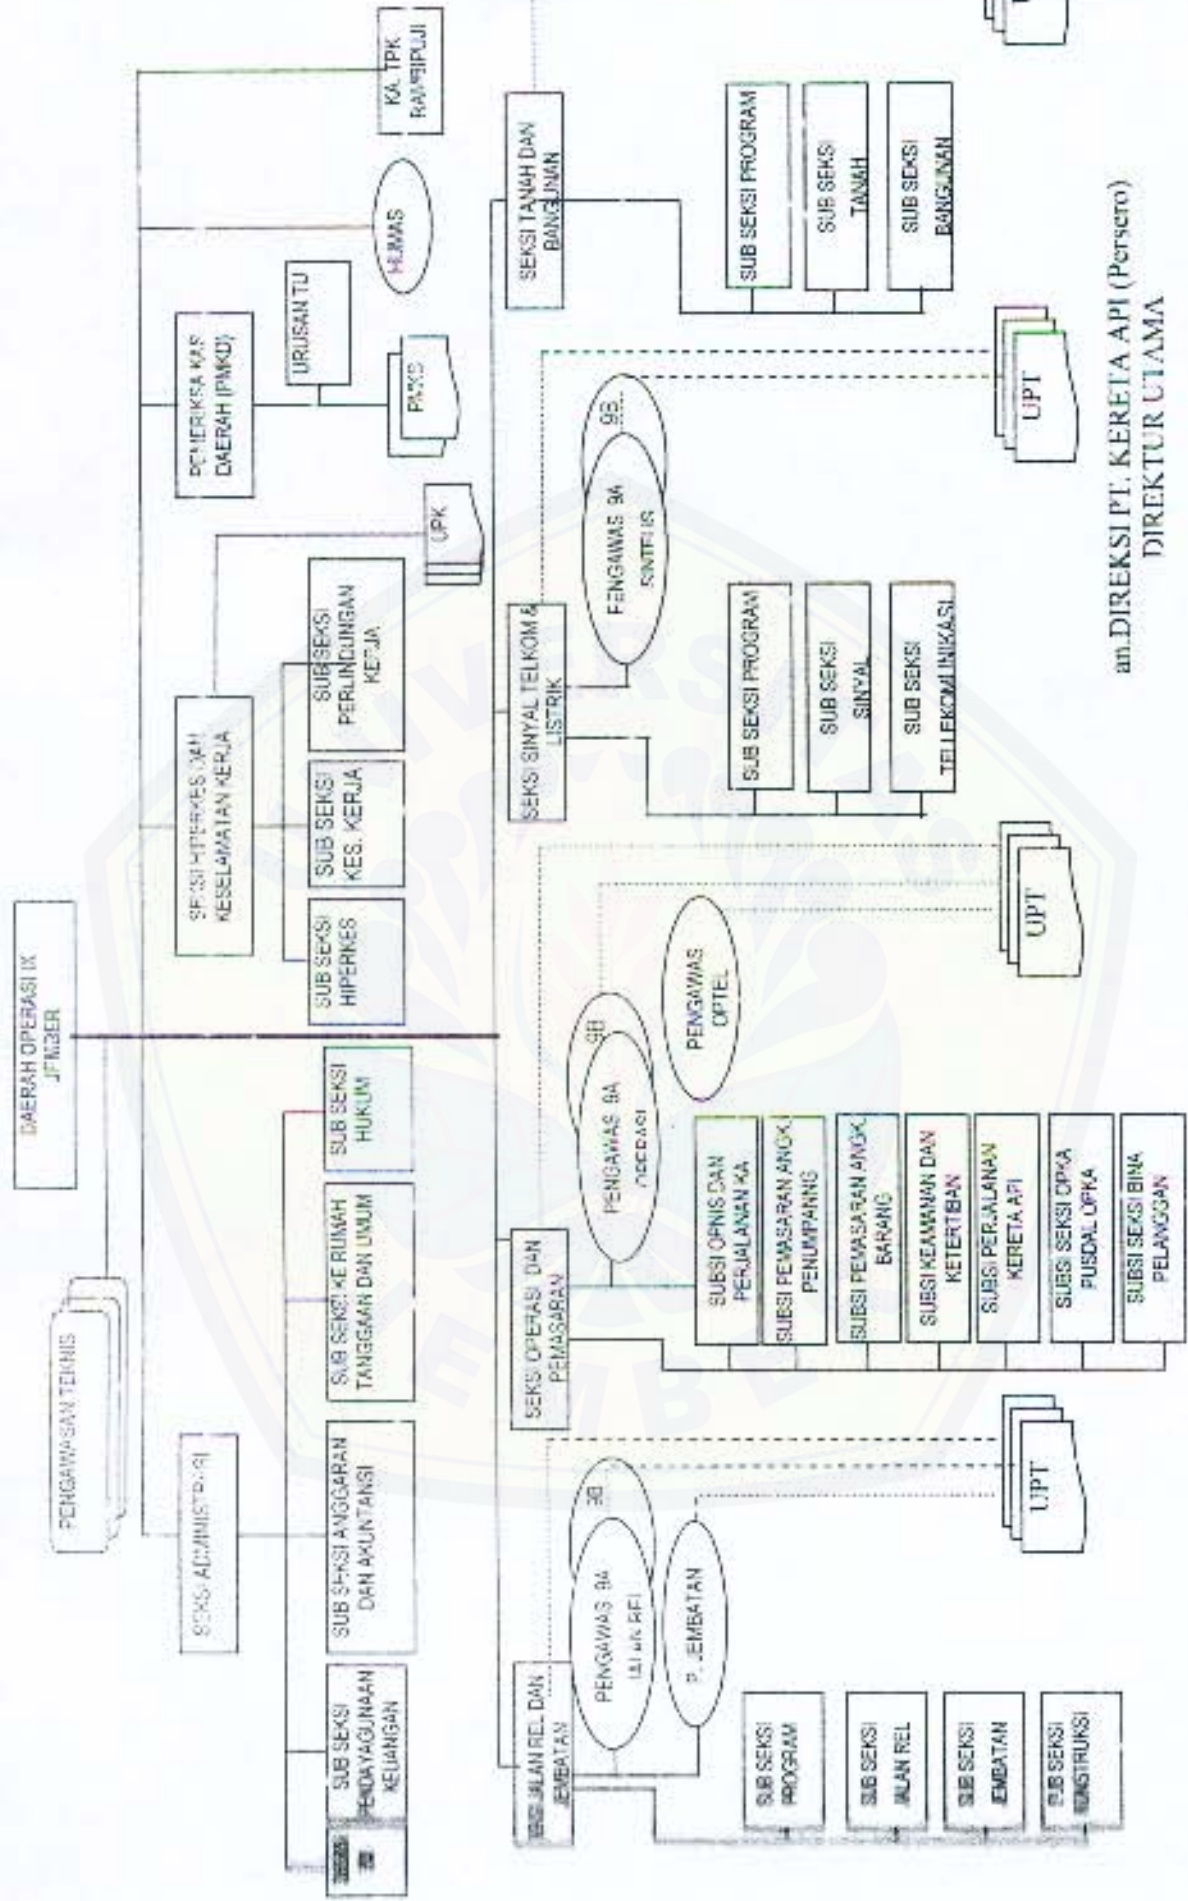 DAERAH OPERASI IX
JEMBER
PENGAWASAN TEKNIS
SEKSI ADMINISTRASI
SEKSI HIPERKES DAN
KESELAMATAN KERJA
PEMERIKSA KAS
DAERAH (PMKD)
URUSAN TU
PMKS
HUMAS
KA. TPK
RAMBIPUJI
UPK
SUB SEKSI
PENDAYAGUNAAN
KEUANGAN
SUB SEKSI ANGGARAN
DAN AKUNTANSI
SUB SEKSI KE RUMAH
TANGGAAN DAN UMUM
SUB SEKSI
HUKUM
SUB SEKSI
HIPERKES
SUB SEKSI
KES. KERJA
SUB SEKSI
PERLINDUNGAN
KERJA
JALAN REL DAN
JEMBATAN
PENGAWAS 9A
JALAN REL
9B
P. JEMBATAN
SUB SEKSI
PROGRAM
SUB SEKSI
JALAN REL
SUB SEKSI
JEMBATAN
SUB SEKSI
KONSTRUKSI
UPT
SEKSI OPERASI DAN
PEMASARAN
PENGAWAS 9A
OPERASI
9B
PENGAWAS
OPTEL
SUBSI OPNIS DAN
PERJALANAN KA
SUBSI PEMASARAN ANGK.
PENUMPANNG
SUBSI PEMASARAN ANGK.
BARANG
SUBSI KEAMANAN DAN
KETERTIBAN
SUBSI PERJALANAN
KERETA API
SUBSI SEKSI OPKA
PUSDAL OPKA
SUBSI SEKSI BINA
PELANGGAN
UPT
SEKSI SINYAL TELKOM &
LISTRIK
PENGAWAS 9A
SINTELIS
9B
SUB SEKSI PROGRAM
SUB SEKSI
SINYAL
SUB SEKSI
TELLEKOMUNIKASI
UPT
SEKSI TANAH DAN
BANGUNAN
SUB SEKSI PROGRAM
SUB SEKSI
TANAH
SUB SEKSI
BANGUNAN
an.DIREKSI PT. KERETA API (Persero)
DIREKTUR UTAMA
UNIVERSITAS
JEMBER